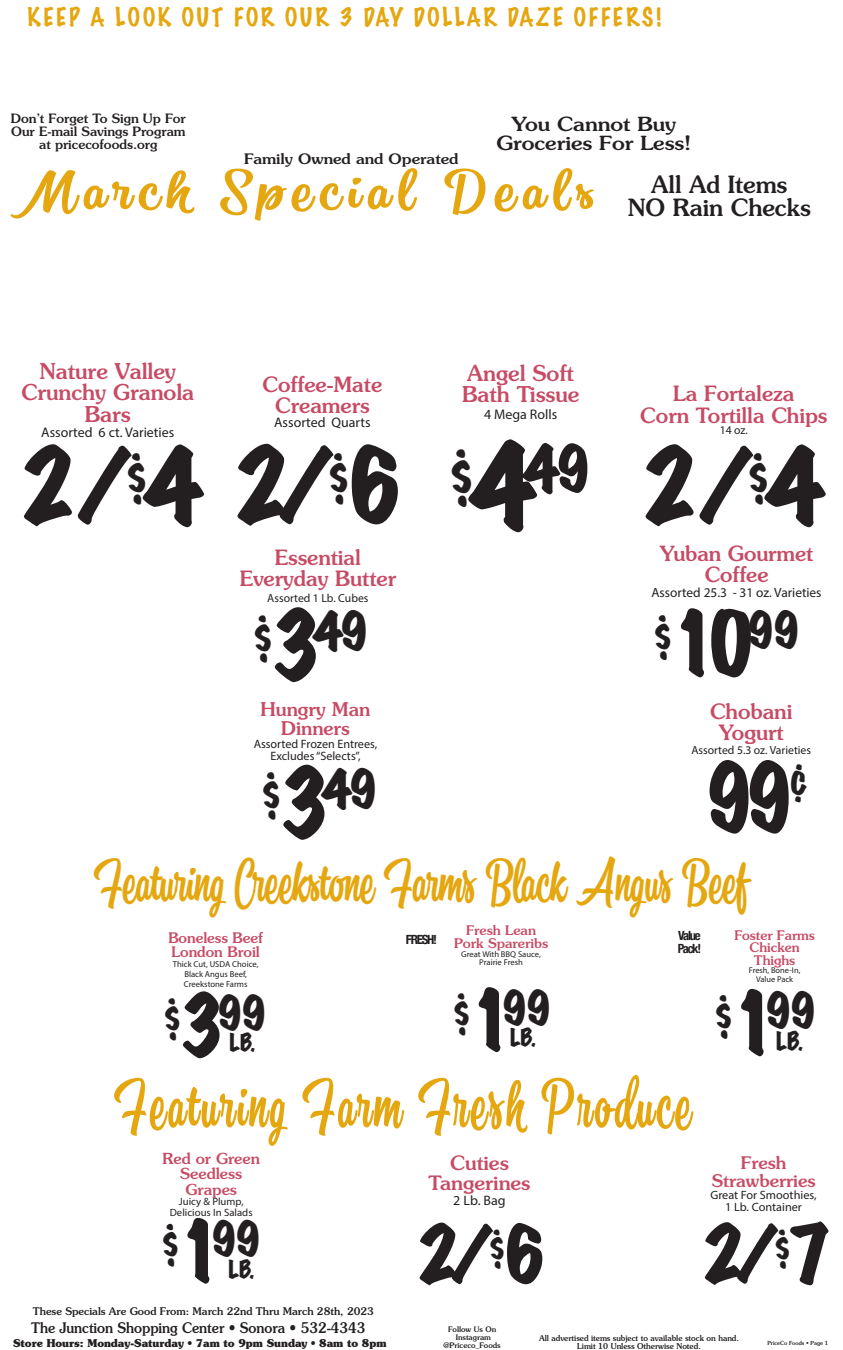 KEEP A LOOK OUT FOR OUR 3 DAY DOLLAR DAZE OFFERS!
Don't Forget To Sign Up For
Our E-mail Savings Program
at pricecofoods.org
You Cannot Buy
Groceries For Less!
Family Owned and Operated
March Special Deals
All Ad Items
NO Rain Checks
Nature Valley
Crunchy Granola
Bars
Assorted 6 ct. Varieties
2/$4
Coffee-Mate
Creamers
Assorted Quarts
2/$6
Angel Soft
Bath Tissue
4 Mega Rolls
$4 49
La Fortaleza
Corn Tortilla Chips
14 oz.
2/$4
Essential
Everyday Butter
Assorted 1 Lb. Cubes
$3 49
Yuban Gourmet
Coffee
Assorted 25.3 - 31 oz. Varieties
$10 99
Hungry Man
Dinners
Assorted Frozen Entrees,
Excludes "Selects",
$3 49
Chobani
Yogurt
Assorted 5.3 oz. Varieties
99¢
Featuring Creekstone Farms Black Angus Beef
Boneless Beef
London Broil
Thick Cut, USDA Choice,
Black Angus Beef,
Creekstone Farms
$3 99
LB.
FRESH!
Fresh Lean
Pork Spareribs
Great With BBQ Sauce,
Prairie Fresh
$1 99
LB.
Value
Pack!
Foster Farms
Chicken
Thighs
Fresh, Bone-In,
Value Pack
$1 99
LB.
Featuring Farm Fresh Produce
Red or Green
Seedless
Grapes
Juicy & Plump,
Delicious In Salads
$1 99
LB.
Cuties
Tangerines
2 Lb. Bag
2/$6
Fresh
Strawberries
Great For Smoothies,
1 Lb. Container
2/$7
These Specials Are Good From: March 22nd Thru March 28th, 2023
The Junction Shopping Center • Sonora • 532-4343
Store Hours: Monday-Saturday • 7am to 9pm Sunday • 8am to 8pm
Follow Us On
Instagram
@Priceco_Foods
All advertised items subject to available stock on hand.
Limit 10 Unless Otherwise Noted.
PriceCo Foods • Page 1